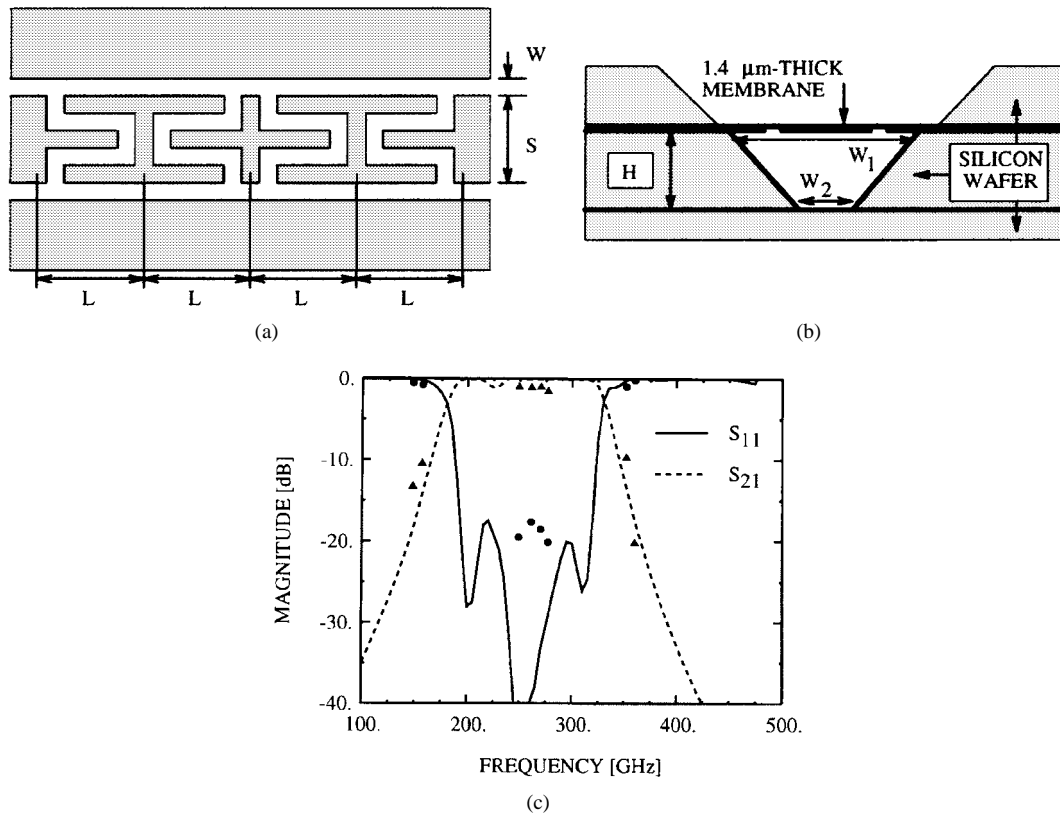 W
S
L L L L
(a)
1.4 µm-THICK
MEMBRANE
H
W1
W2
SILICON
WAFER
(b)
MAGNITUDE [dB]
0.
-10.
-20.
-30.
-40.
S11
S21
100. 200. 300. 400. 500.
FREQUENCY [GHz]
(c)